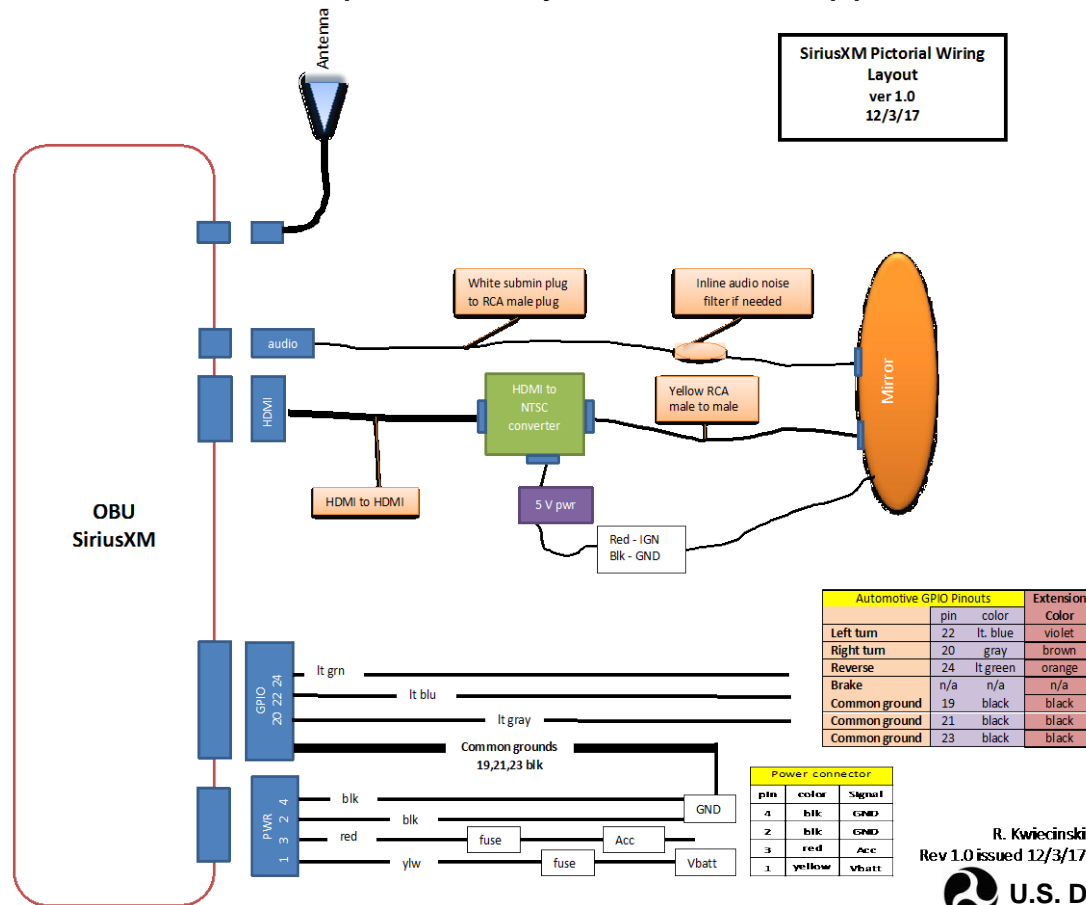 Antenna
SiriusXM Pictorial Wiring
Layout
ver 1.0
12/3/17
White submin plug
to RCA male plug
Inline audio noise
filter if needed
audio
HDMI
HDMI to
NTSC
converter
Yellow RCA
male to male
Mirror
HDMI to HDMI
5 V pwr
Red - IGN
Blk - GND
OBU
SiriusXM
Automotive GPIO Pinouts Extension
pin color Color
Left turn 22 lt. blue violet
Right turn 20 gray brown
Reverse 24 lt green orange
Brake n/a n/a n/a
Common ground 19 black black
Common ground 21 black black
Common ground 23 black black
GPIO
20 22 24
lt grn
lt blu
lt gray
Common grounds
19,21,23 blk
PWR
1 3 2 4
blk
blk
GND
red
fuse
Acc
ylw
fuse
Vbatt
Power connector
pin color Signal
4 blk GND
2 blk GND
3 red Acc
1 yellow Vbatt
R. Kwiecinski
Rev 1.0 issued 12/3/17
U.S. D